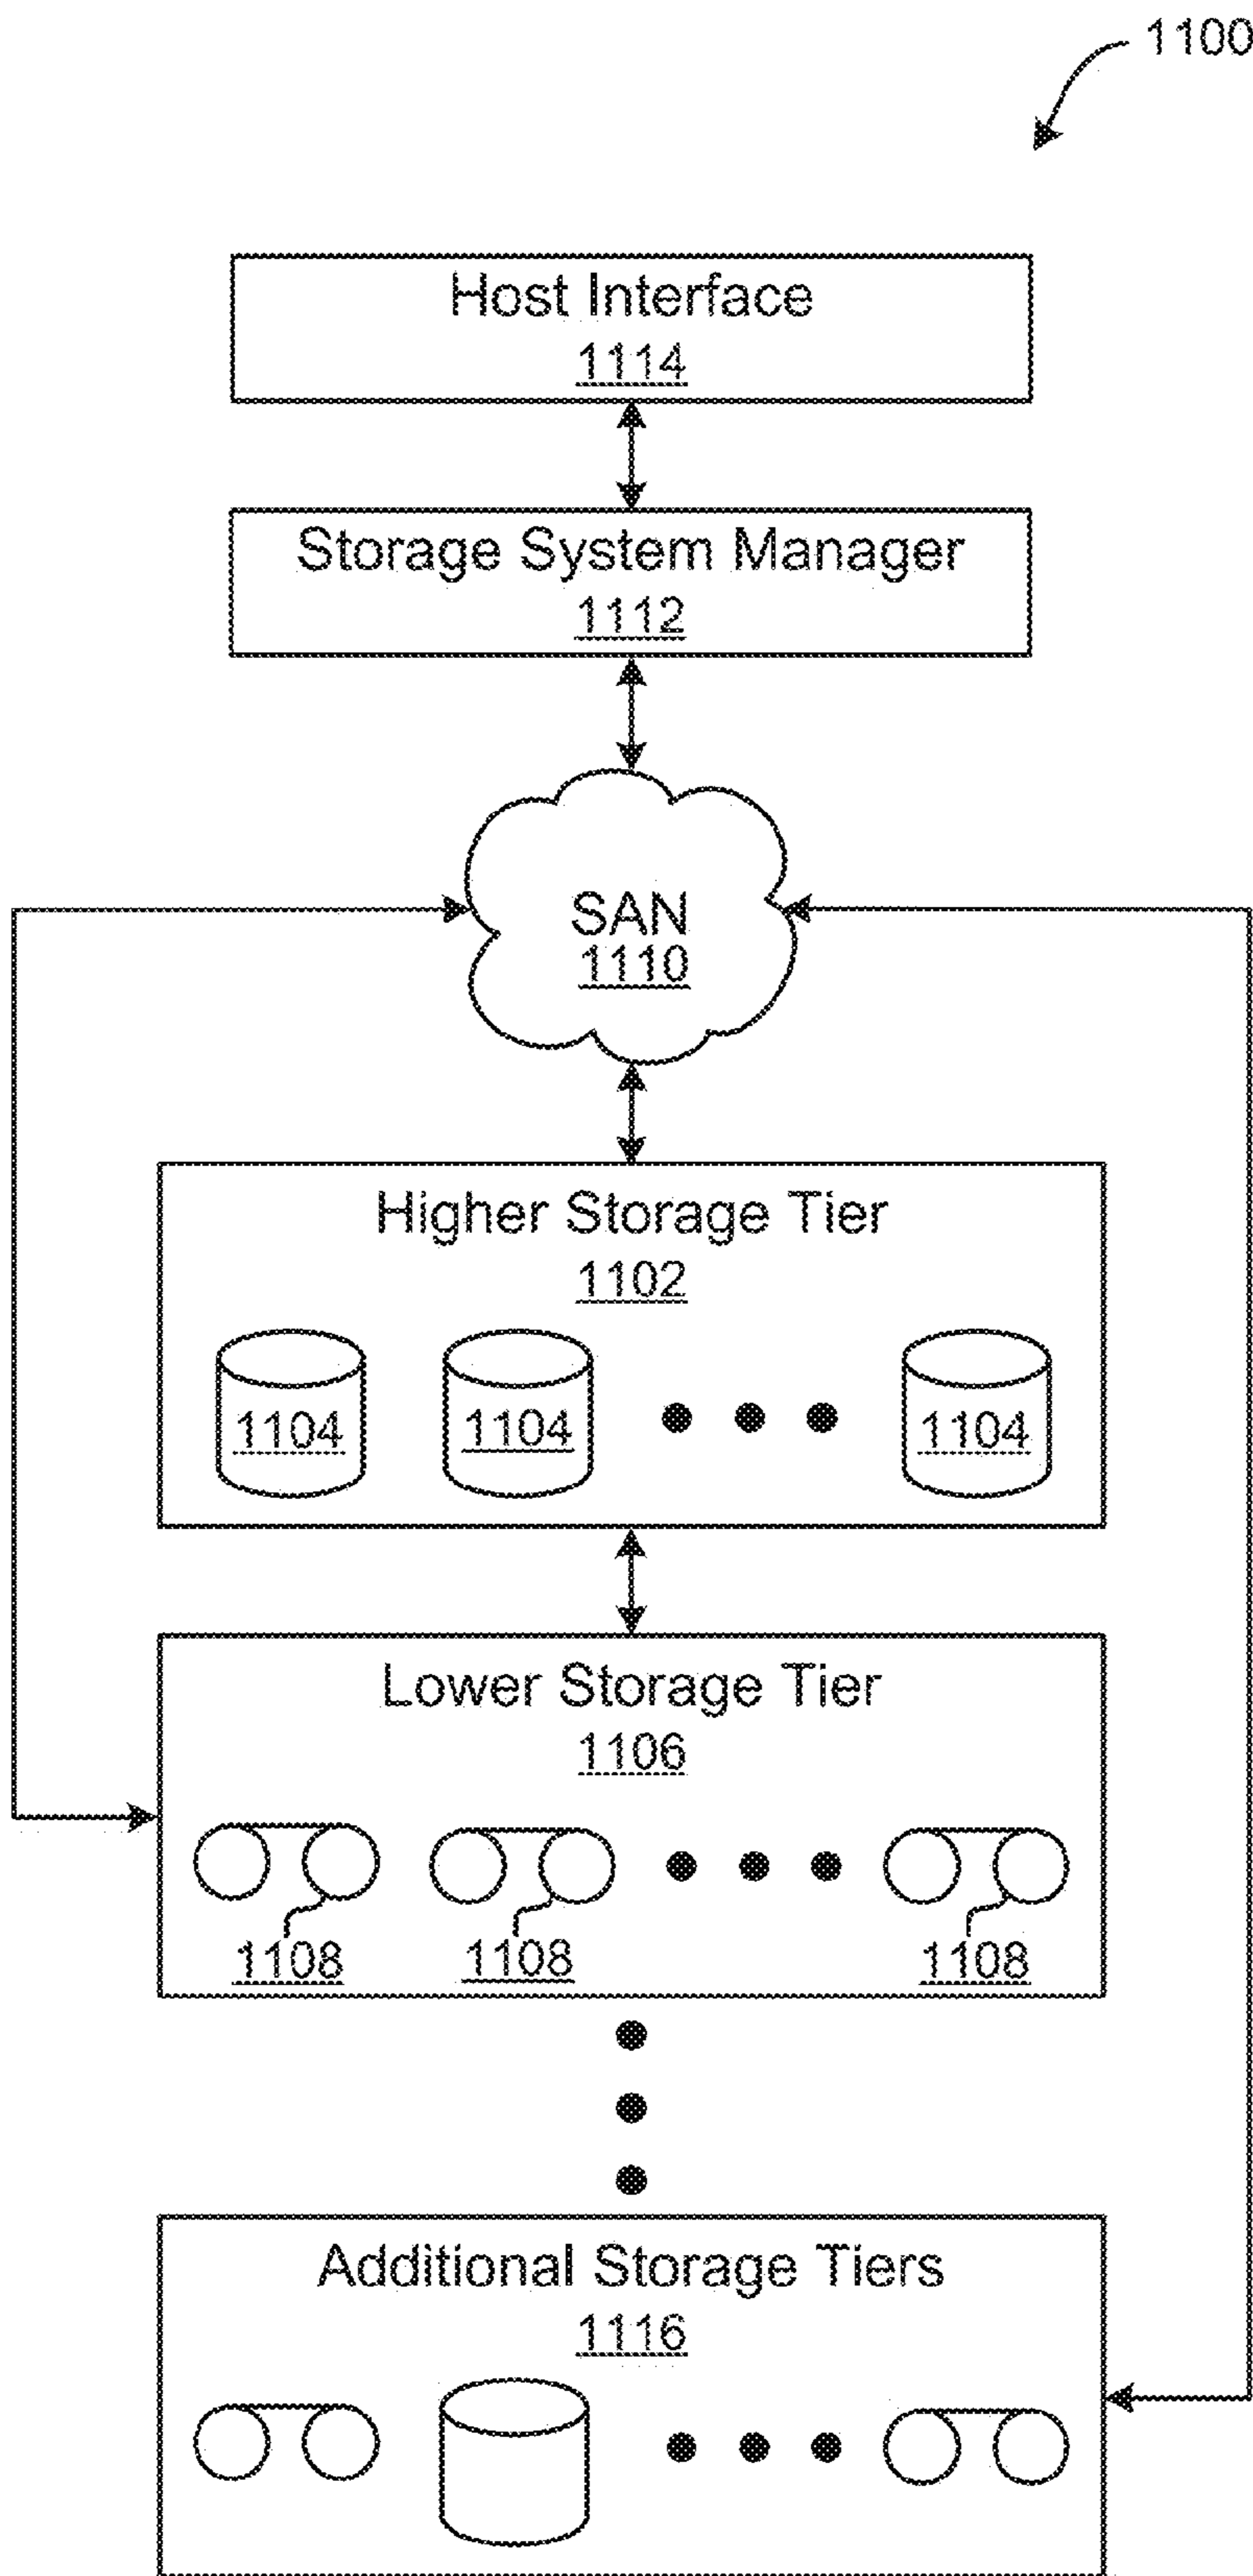 1100
Host Interface
1114
Storage System Manager
1112
SAN
1110
Higher Storage Tier
1102
1104 1104 1104
Lower Storage Tier
1106
1108 1108 1108
Additional Storage Tiers
1116